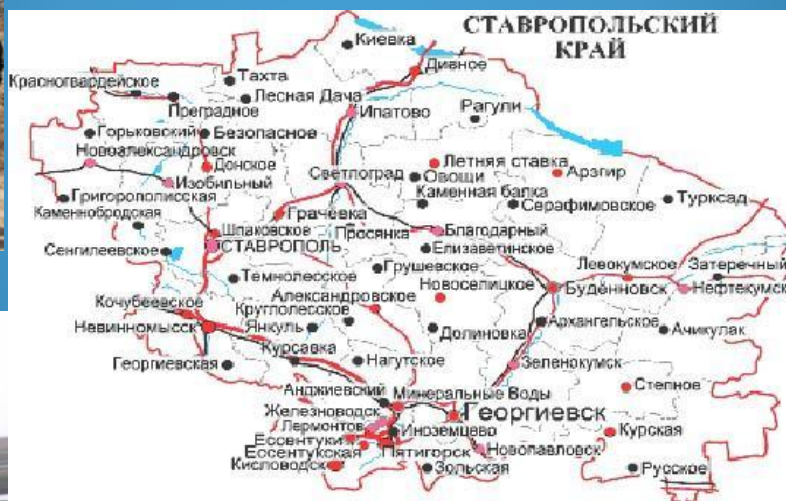 СТАВРОПОЛЬСКИЙ
КРАЙ
Киевка
Дивное
Тахта
Красногвардейское
Лесная Дача
Преградное
Ипатово
Рагули
Горьковский
Безопасное
Новоалександровск
Донское
Летняя ставка
Светлоград
Овощи
Арзгир
Изобильный
Каменная балка
Григорополисская
Серафимовское
Турксад
Грачёвка
Каменнобродская
Шпаковское
Просянка
Благодарный
СТАВРОПОЛЬ
Сенгилеевское
Елизаветинское
Грушевское
Левокумское
Затеречный
Темнолесское
Новоселицкое
Будённовск
Нефтекумск
Александровское
Кочубеевское
Круглолесское
Невинномысск
Янкуль
Архангельское
Долиновка
Ачикулак
Курсавка
Георгиевская
Нагутское
Зеленокумск
Степное
Анджиевский
Минеральные Воды
Железноводск
Георгиевск
Лермонтов
Иноземцево
Курская
Ессентуки
Ессентукская
Пятигорск
Новопавловск
Кисловодск
Зольская
Русское